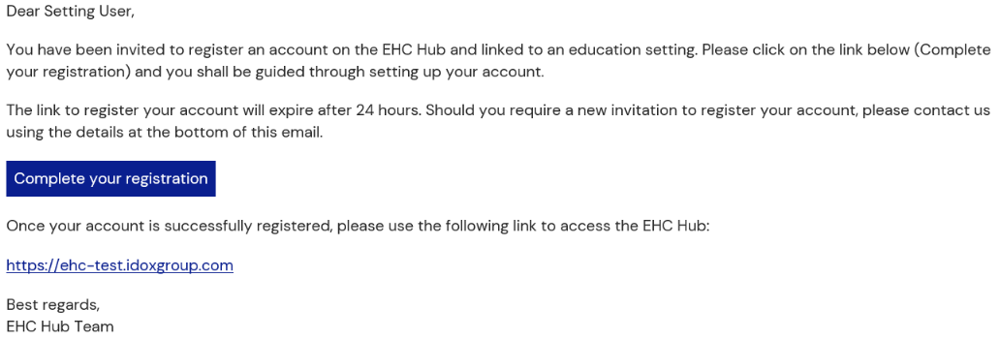 Dear Setting User,
You have been invited to register an account on the EHC Hub and linked to an education setting. Please click on the link below (Complete
your registration) and you shall be guided through setting up your account.
The link to register your account will expire after 24 hours. Should you require a new invitation to register your account, please contact us
using the details at the bottom of this email.
Complete your registration
Once your account is successfully registered, please use the following link to access the EHC Hub:
https://ehc-test.idoxgroup.com
Best regards,
EHC Hub Team